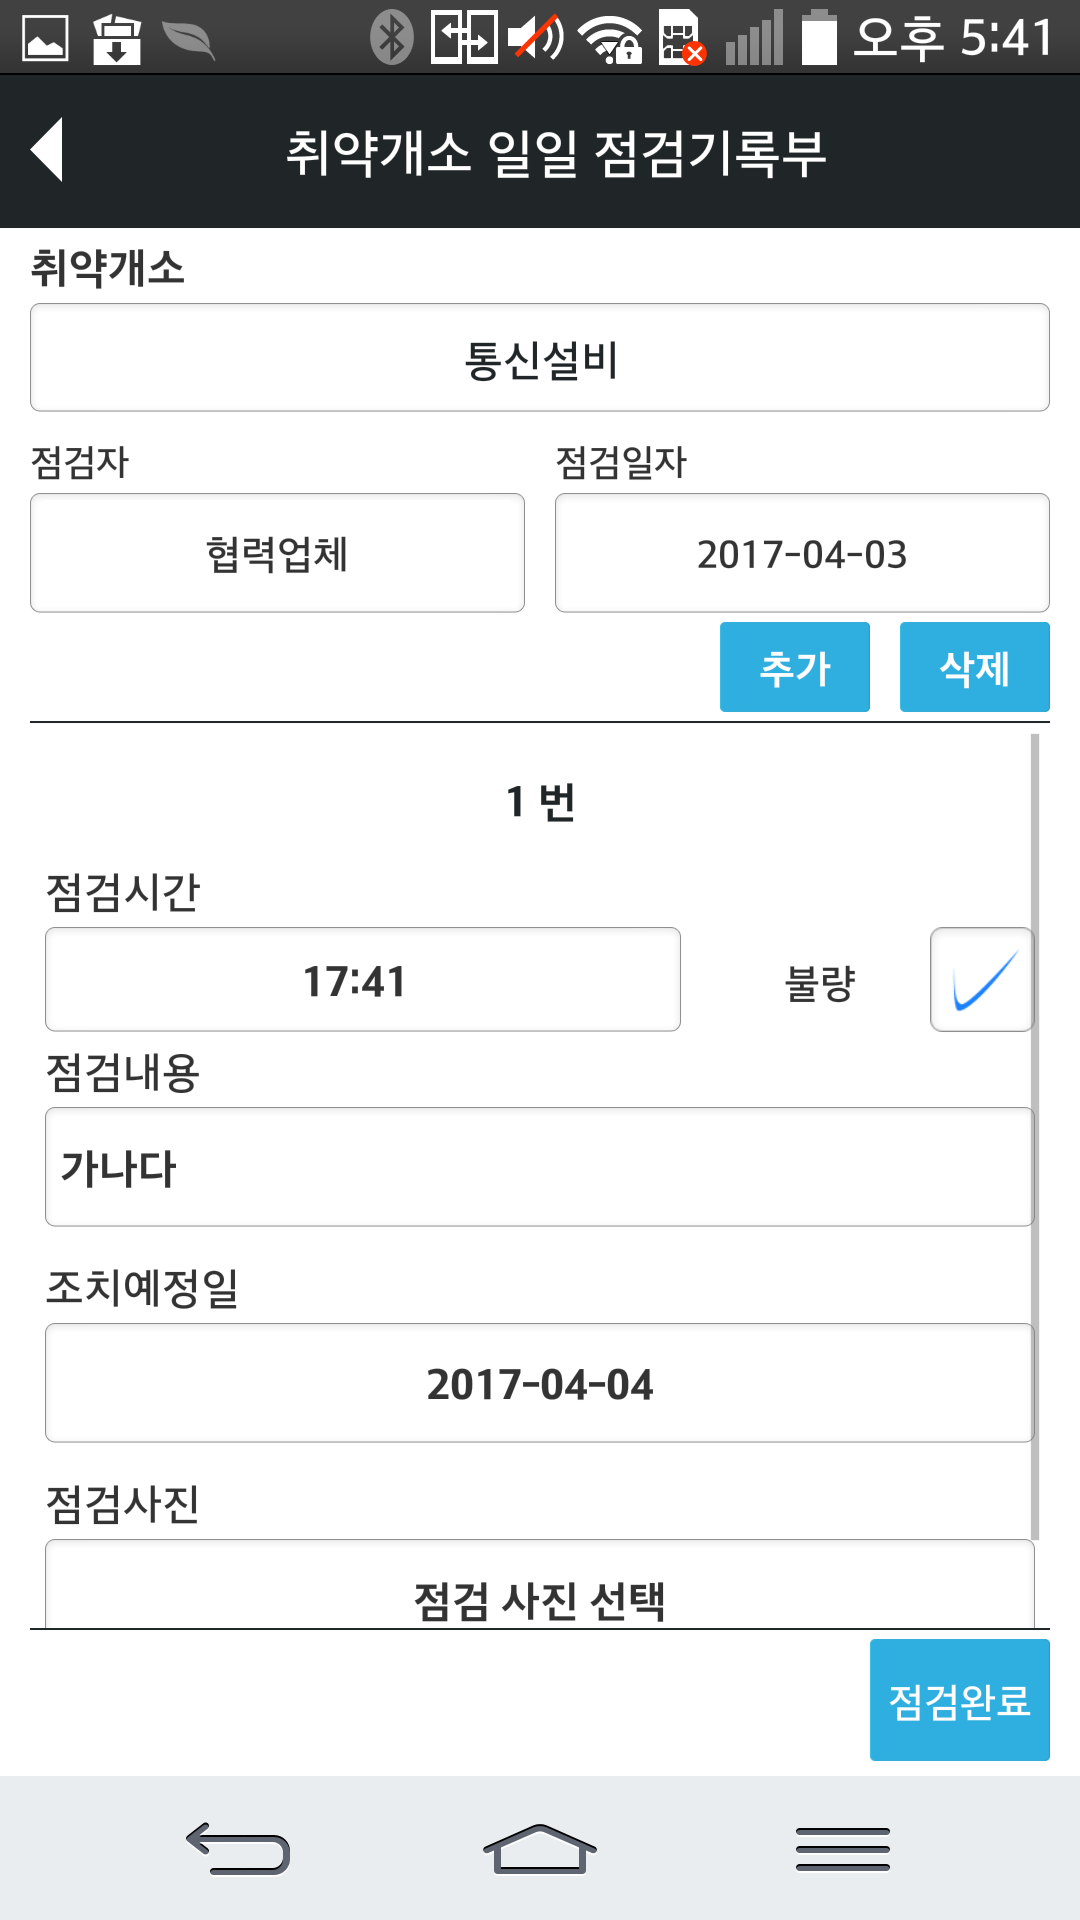 오후 5:41
취약개소 일일 점검기록부
취약개소
통신설비
점검자 점검일자
협력업체 2017-04-03
추가 삭제
1 번
점검시간
17:41 불량
점검내용
가나다
조치예정일
2017-04-04
점검사진
점검 사진 선택
점검완료